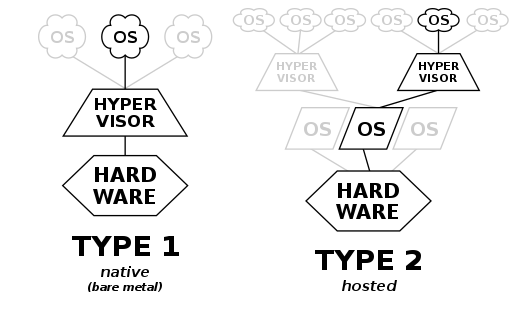 OS
OS
OS
HYPER
VISOR
HARD
WARE
TYPE 1
native
(bare metal)
OS
OS
OS
OS
OS
OS
HYPER
VISOR
HYPER
VISOR
OS
OS
OS
HARD
WARE
TYPE 2
hosted